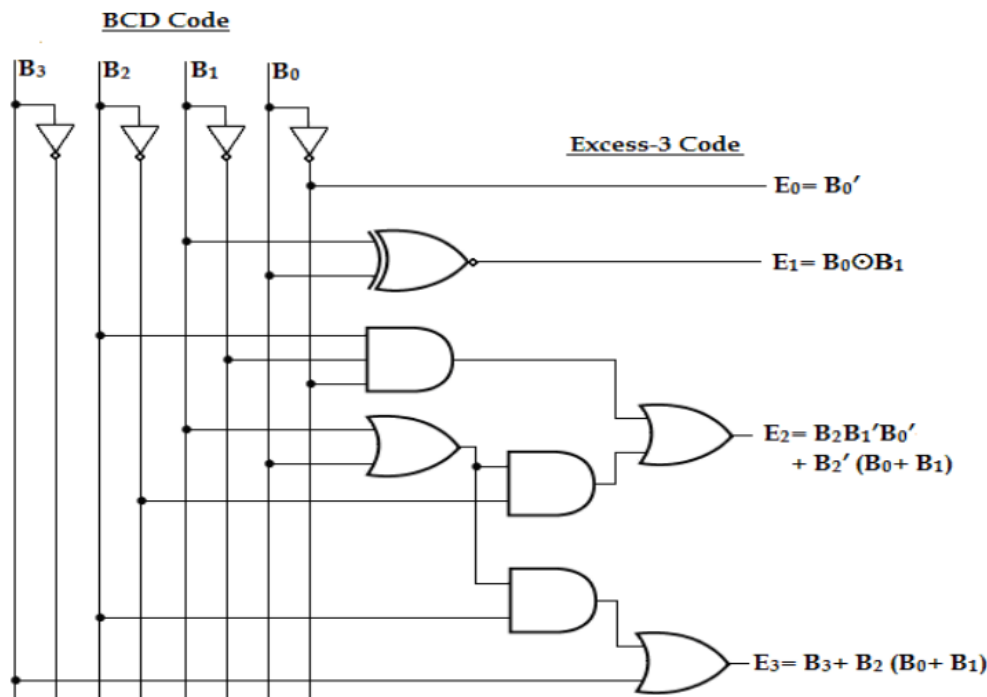 BCD Code
B₃ B₂ B₁ B₀
Excess-3 Code
E₀= B₀′
E₁= B₀⊙B₁
E₂= B₂B₁′B₀′
+ B₂′ (B₀+ B₁)
E₃= B₃+ B₂ (B₀+ B₁)